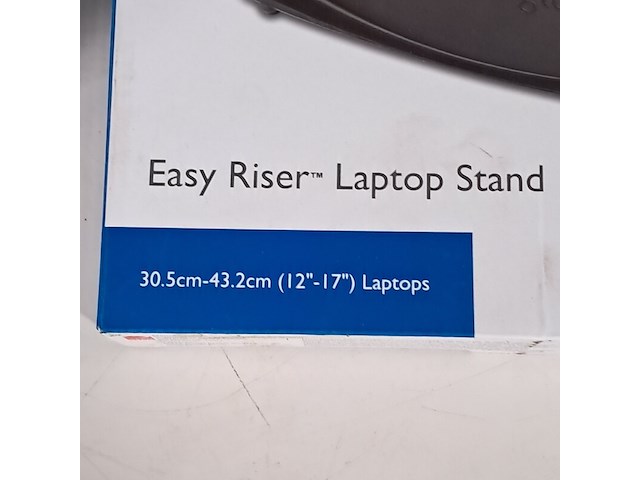 Easy Riser™ Laptop Stand
30.5cm-43.2cm (12"-17") Laptops